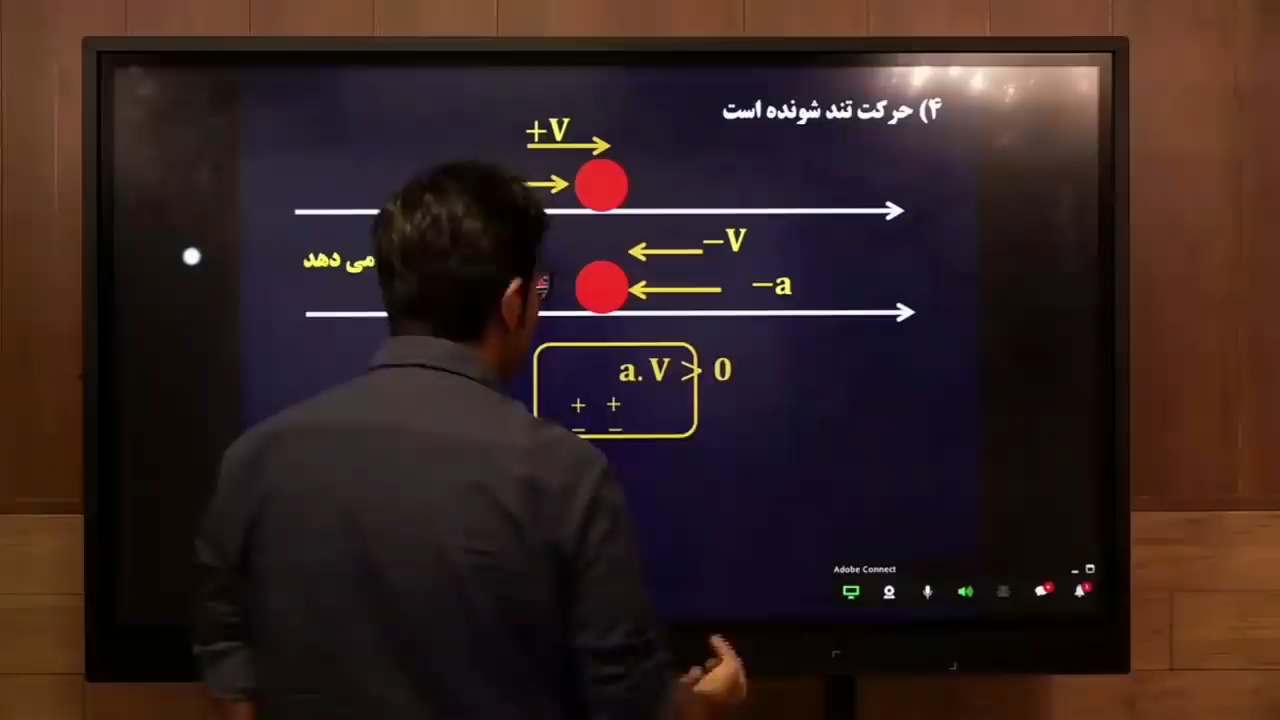 ۴) حرکت تند شونده است
+V
−V
می دهد
−a
a. V > 0
+ +
− −
Adobe Connect